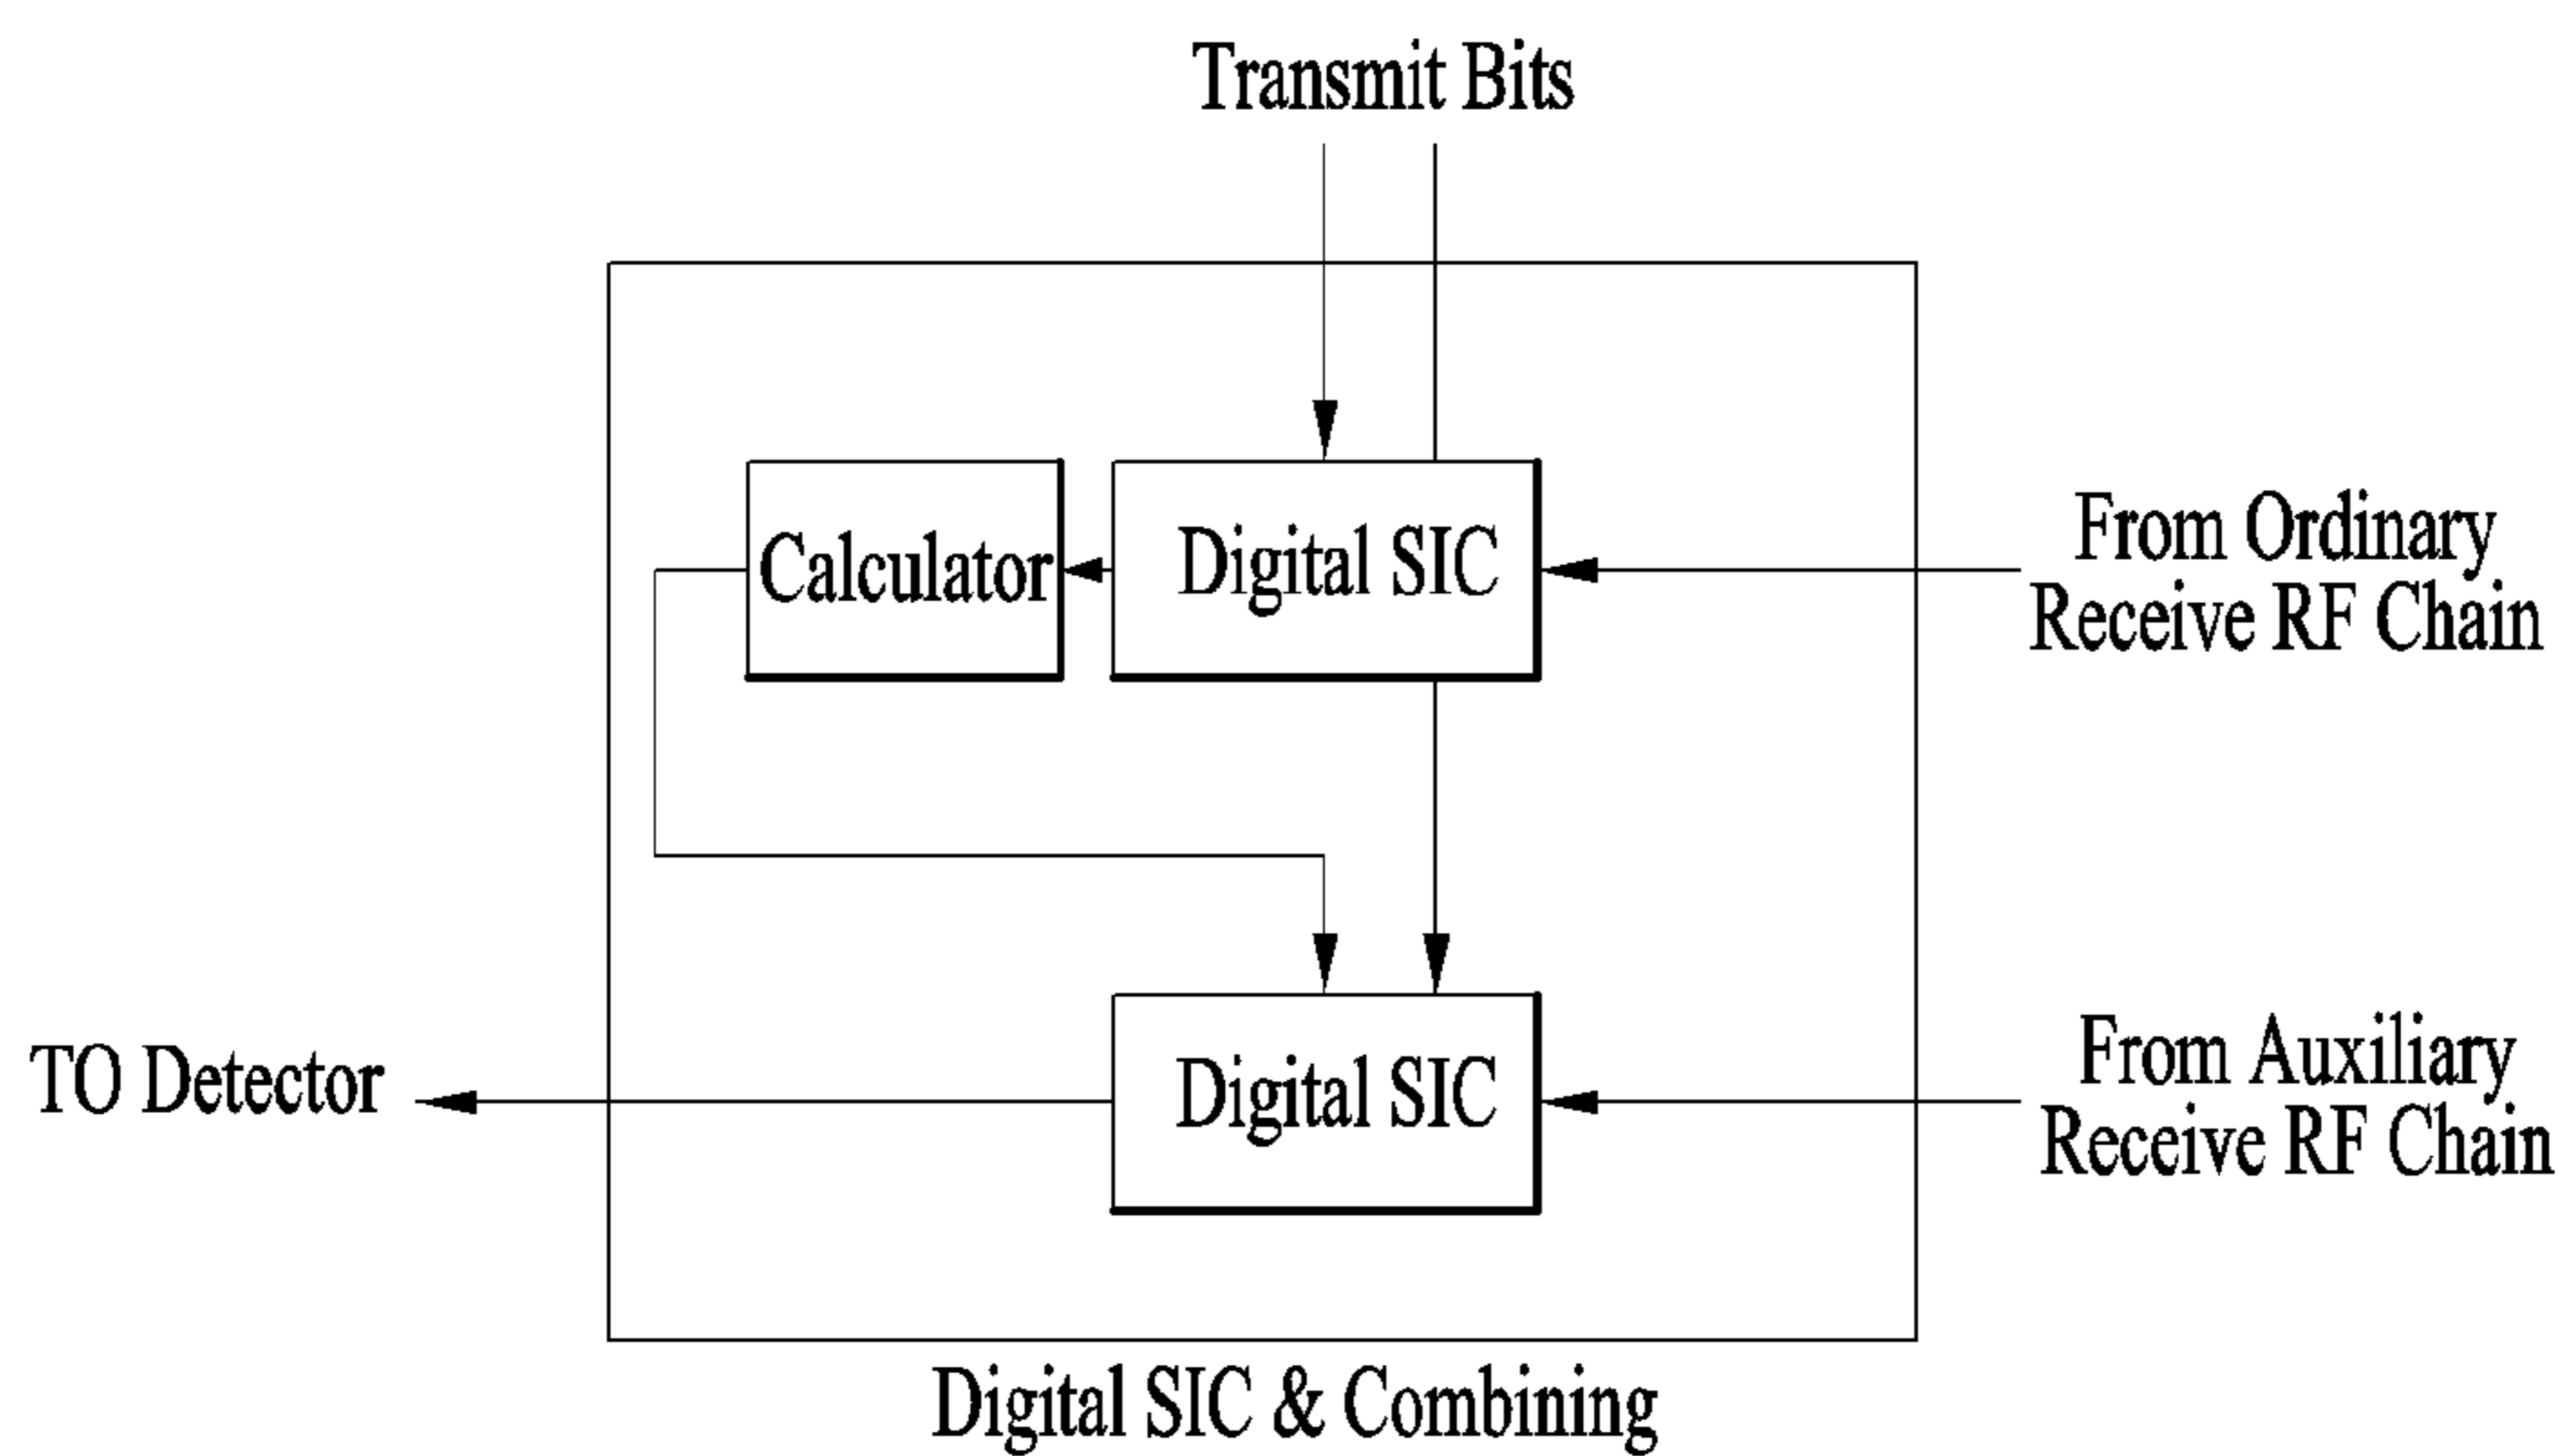 Transmit Bits
Calculator
Digital SIC
From Ordinary
Receive RF Chain
TO Detector
Digital SIC
From Auxiliary
Receive RF Chain
Digital SIC & Combining